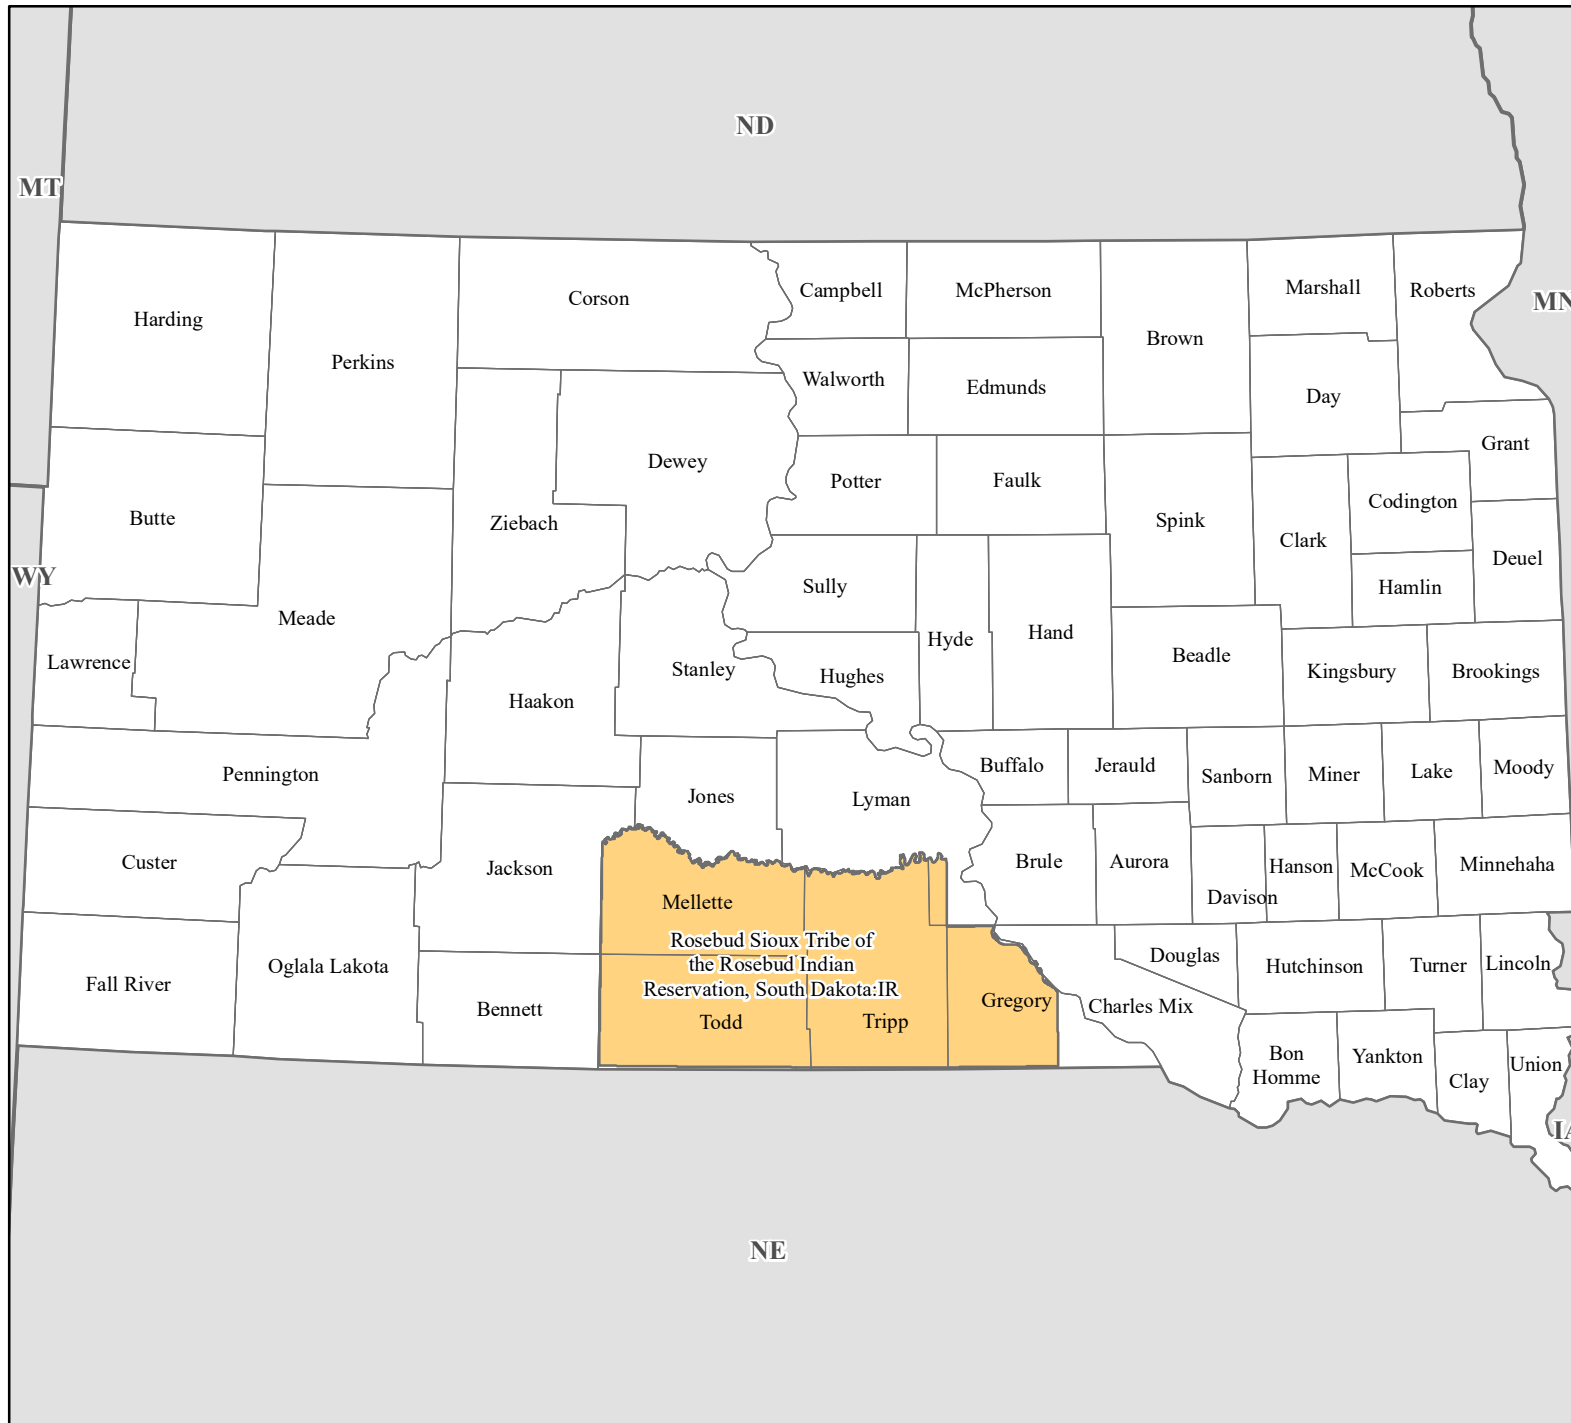 ND
MT
MN
Harding
Perkins
Corson
Campbell
McPherson
Brown
Marshall
Roberts
Walworth
Edmunds
Day
Grant
Butte
Ziebach
Dewey
Potter
Faulk
Spink
Clark
Codington
Deuel
WY
Meade
Sully
Hyde
Hand
Hamlin
Lawrence
Haakon
Stanley
Hughes
Beadle
Kingsbury
Brookings
Pennington
Jones
Lyman
Buffalo
Jerauld
Sanborn
Miner
Lake
Moody
Custer
Jackson
Mellette
Brule
Aurora
Davison
Hanson
McCook
Minnehaha
Rosebud Sioux Tribe of
the Rosebud Indian
Reservation, South Dakota:IR
Fall River
Oglala Lakota
Bennett
Todd
Tripp
Gregory
Charles Mix
Douglas
Hutchinson
Turner
Lincoln
Bon
Homme
Yankton
Clay
Union
IA
NE